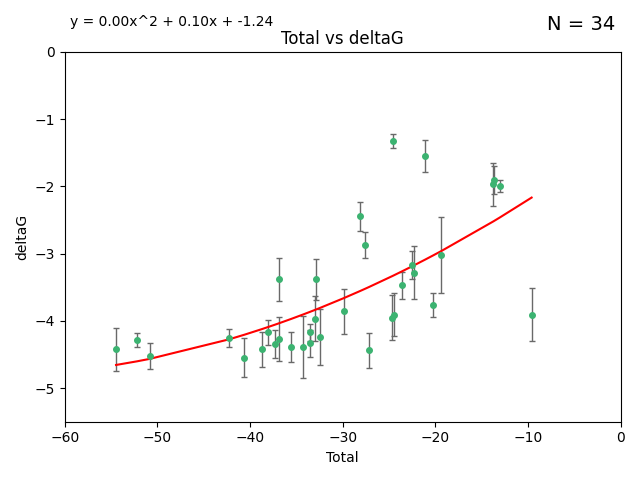 y = 0.00x^2 + 0.10x + -1.24
N = 34
Total vs deltaG
deltaG
0
−1
−2
−3
−4
−5
−60 −50 −40 −30 −20 −10 0
Total